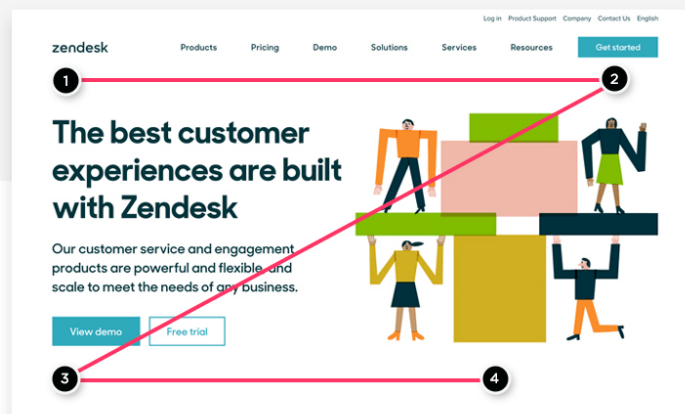 Log in Product Support Company Contact Us English
zendesk Products Pricing Demo Solutions Services Resources Get started
1 2
The best customer
experiences are built
with Zendesk
Our customer service and engagement
products are powerful and flexible, and
scale to meet the needs of any business.
View demo Free trial
3 4